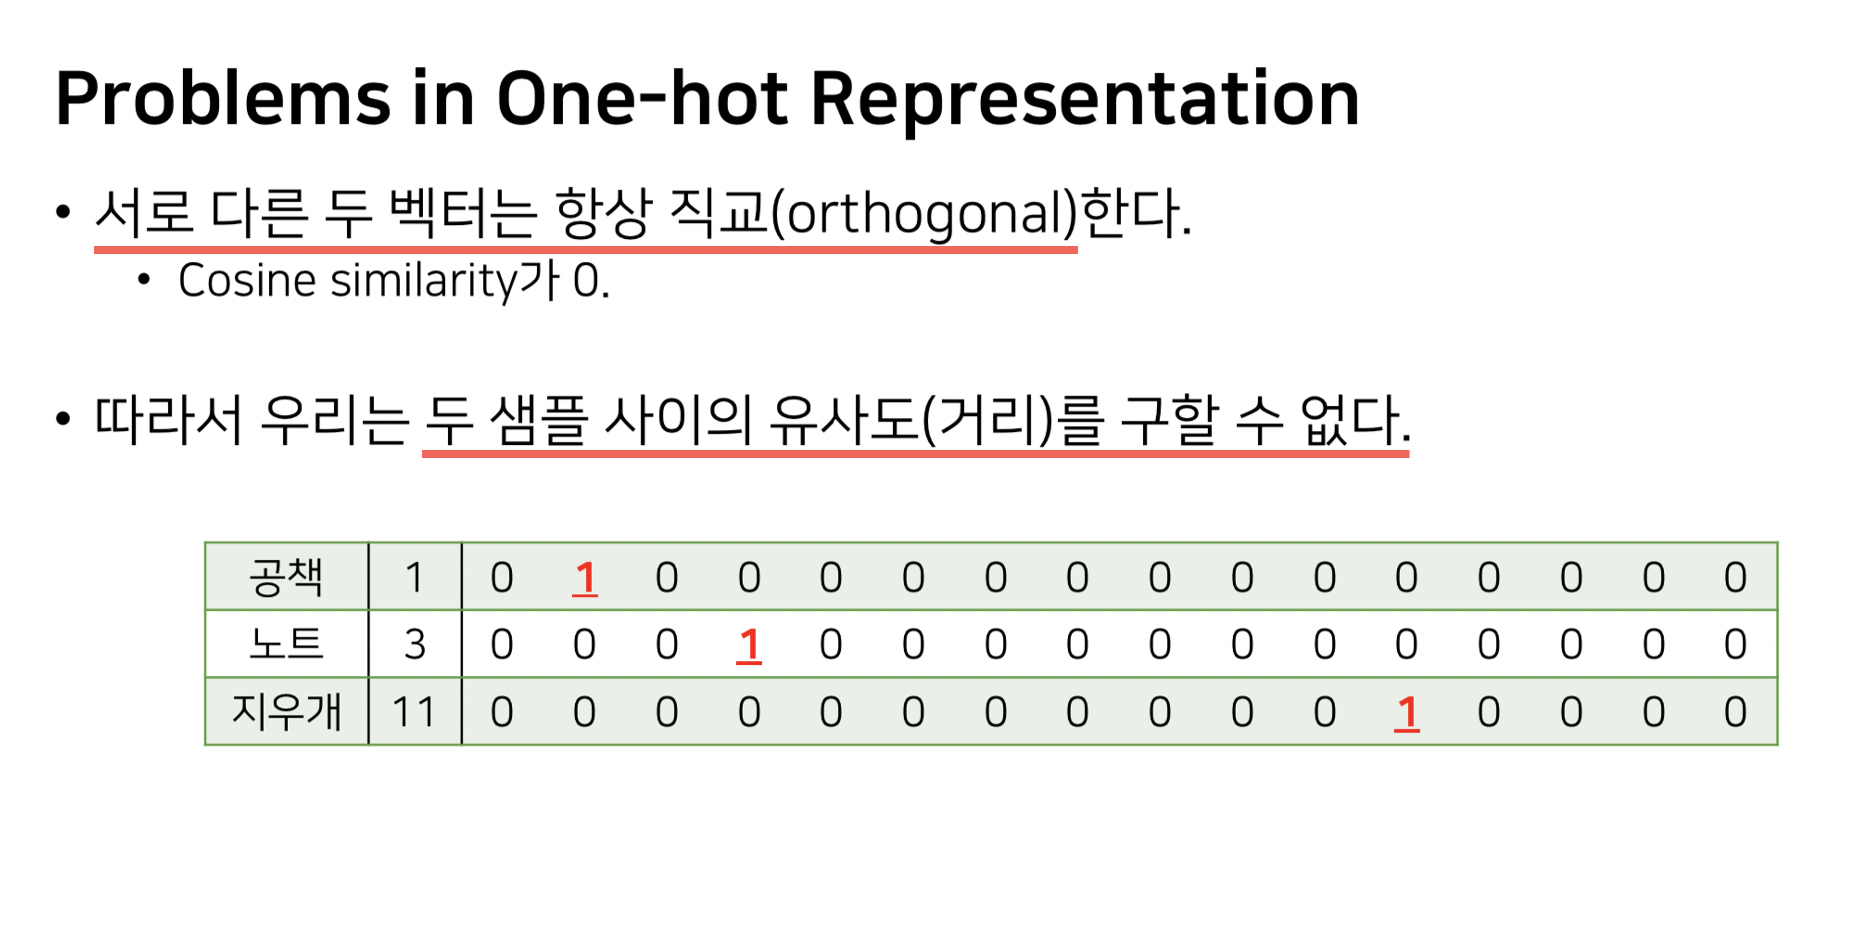 Problems in One-hot Representation
• 서로 다른 두 벡터는 항상 직교(orthogonal)한다.
• Cosine similarity가 0.
• 따라서 우리는 두 샘플 사이의 유사도(거리)를 구할 수 없다.
공책 1 0 1 0 0 0 0 0 0 0 0 0 0 0 0 0 0
노트 3 0 0 0 1 0 0 0 0 0 0 0 0 0 0 0 0
지우개 11 0 0 0 0 0 0 0 0 0 0 0 1 0 0 0 0